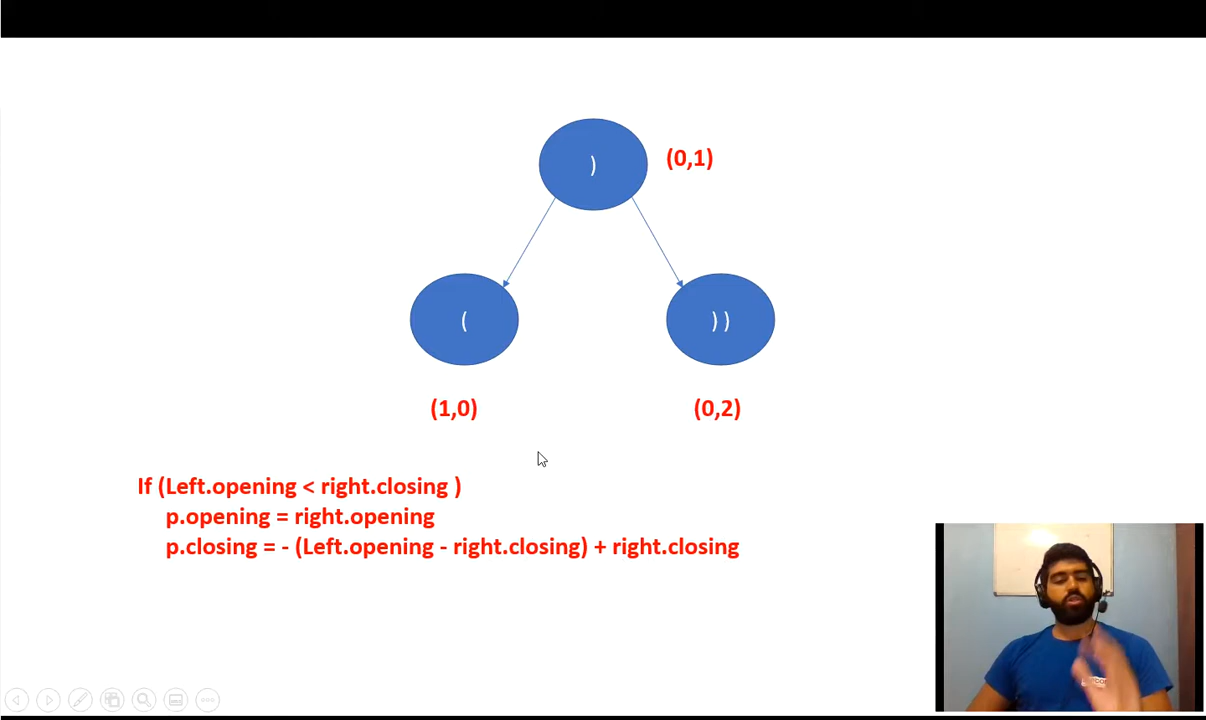 )
(0,1)
(
) )
(1,0)
(0,2)
If (Left.opening < right.closing )
p.opening = right.opening
p.closing = - (Left.opening - right.closing) + right.closing